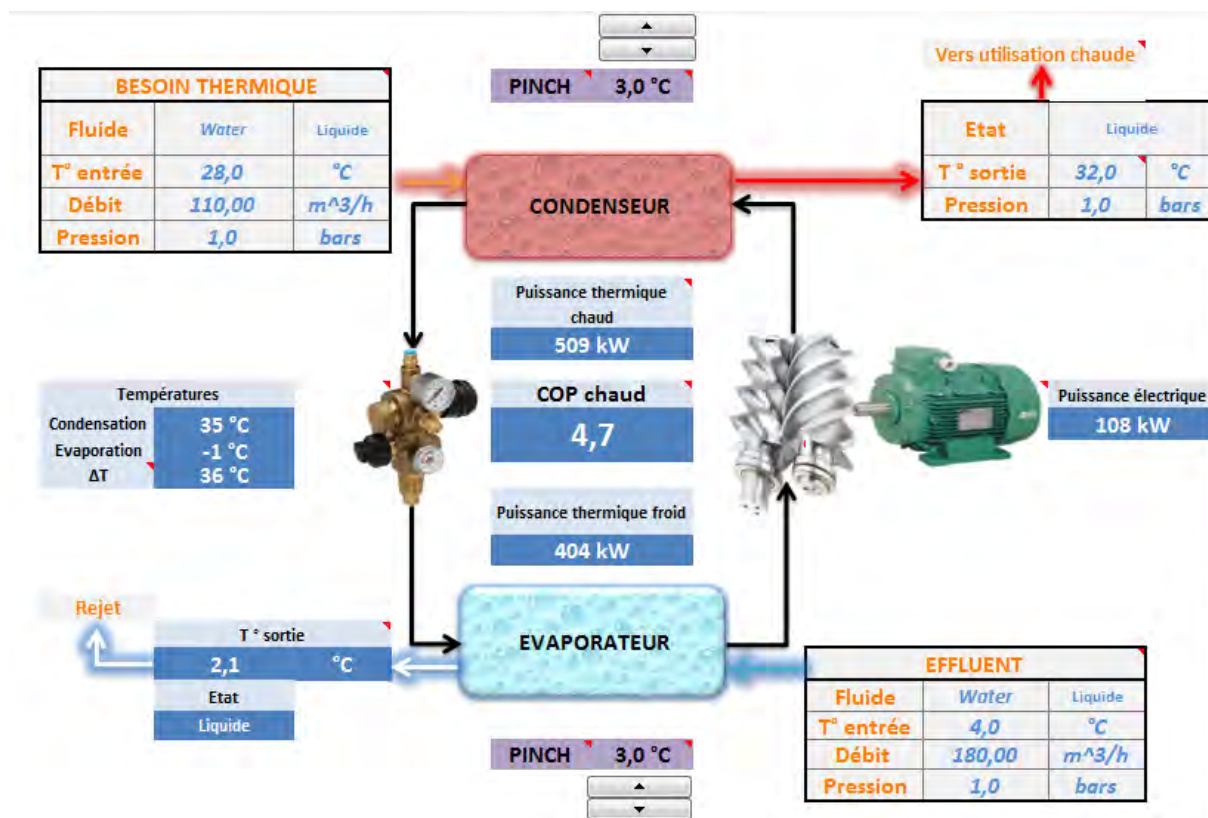 PINCH 3,0 °C
Vers utilisation chaude
BESOIN THERMIQUE
Fluide Water Liquide
T° entrée 28,0 °C
Débit 110,00 m^3/h
Pression 1,0 bars
Etat Liquide
T° sortie 32,0 °C
Pression 1,0 bars
CONDENSEUR
Puissance thermique
chaud
509 kW
Températures
Condensation 35 °C
Evaporation -1 °C
ΔT 36 °C
COP chaud
4,7
Puissance électrique
108 kW
Puissance thermique froid
404 kW
Rejet
T° sortie
2,1 °C
Etat
Liquide
EVAPORATEUR
EFFLUENT
Fluide Water Liquide
T° entrée 4,0 °C
Débit 180,00 m^3/h
Pression 1,0 bars
PINCH 3,0 °C